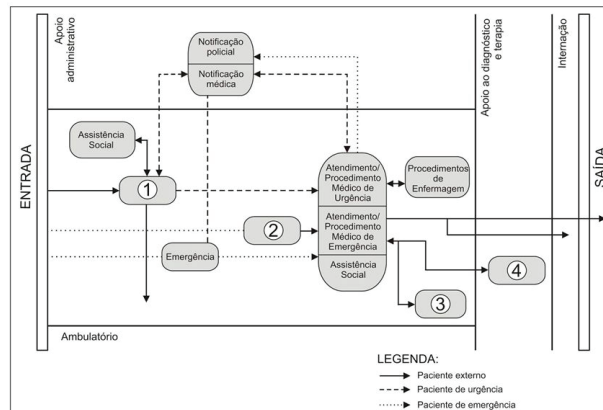 Apoio
administrativo
Notificação
policial
Notificação
médica
Apoio ao diagnóstico
e terapia
Internação
ENTRADA
SAÍDA
Assistência
Social
1
Atendimento/
Procedimento
Médico de
Urgência
Procedimentos
de
Enfermagem
2
Atendimento/
Procedimento
Médico de
Emergência
Emergência
Assistência
Social
4
3
Ambulatório
LEGENDA:
Paciente externo
Paciente de urgência
Paciente de emergência